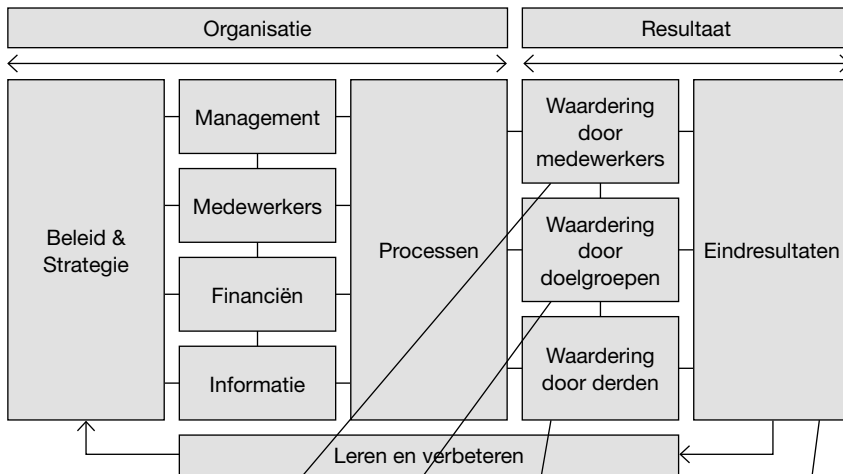 Organisatie
Resultaat
Beleid &
Strategie
Management
Medewerkers
Financiën
Informatie
Processen
Waardering
door
medewerkers
Waardering
door
doelgroepen
Waardering
door derden
Eindresultaten
Leren en verbeteren